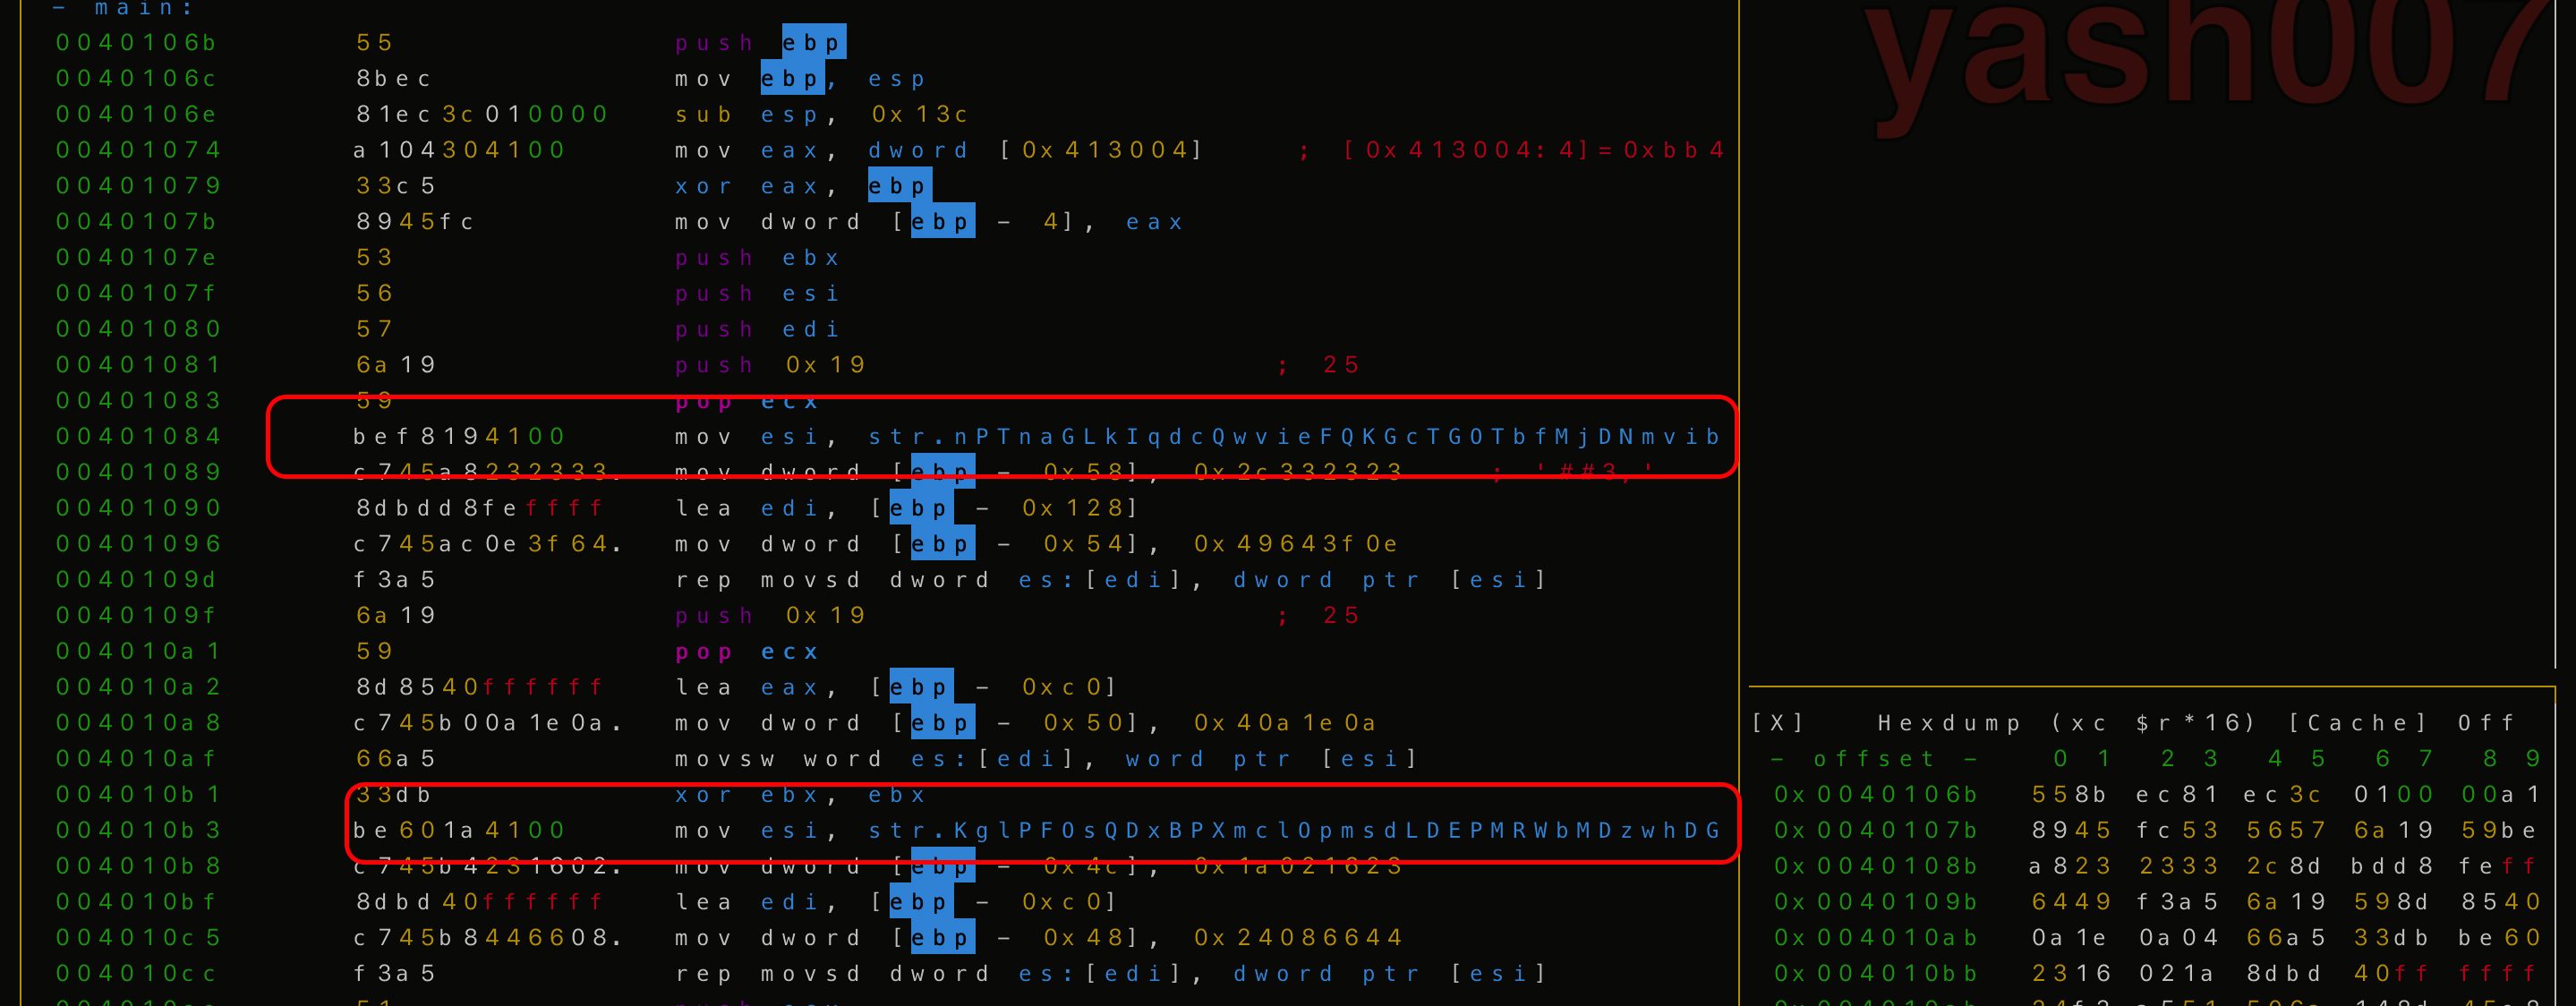 - main:
0040106b 55 push ebp
0040106c 8bec mov ebp, esp
0040106e 81ec3c010000 sub esp, 0x13c
00401074 a104304100 mov eax, dword [0x413004] ; [0x413004:4]=0xbb4
00401079 33c5 xor eax, ebp
0040107b 8945fc mov dword [ebp - 4], eax
0040107e 53 push ebx
0040107f 56 push esi
00401080 57 push edi
00401081 6a19 push 0x19 ; 25
00401083 59 pop ecx
00401084 bef8194100 mov esi, str.nPTnaGLkIqdcQwvieFQKGcTGOTbfMjDNmvib
00401089 c745a8232333. mov dword [ebp - 0x58], 0x2c332323 ; '##3,'
00401090 8dbdd8feffff lea edi, [ebp - 0x128]
00401096 c745ac0e3f64. mov dword [ebp - 0x54], 0x49643f0e
0040109d f3a5 rep movsd dword es:[edi], dword ptr [esi]
0040109f 6a19 push 0x19 ; 25
004010a1 59 pop ecx
004010a2 8d8540ffffff lea eax, [ebp - 0xc0]
004010a8 c745b00a1e0a. mov dword [ebp - 0x50], 0x40a1e0a
004010af 66a5 movsw word es:[edi], word ptr [esi]
004010b1 33db xor ebx, ebx
004010b3 be601a4100 mov esi, str.KglPFOsQDxBPXmclOpmsdLDEPMRWbMDzwhDG
004010b8 c745b4231602. mov dword [ebp - 0x4c], 0x1a021623
004010bf 8dbd40ffffff lea edi, [ebp - 0xc0]
004010c5 c745b8446608. mov dword [ebp - 0x48], 0x24086644
004010cc f3a5 rep movsd dword es:[edi], dword ptr [esi]
yash007
[X] Hexdump (xc $r*16) [Cache] Off
- offset - 0 1 2 3 4 5 6 7 8 9
0x0040106b 558b ec81 ec3c 0100 00a1
0x0040107b 8945 fc53 5657 6a19 59be
0x0040108b a823 2333 2c8d bdd8 feff
0x0040109b 6449 f3a5 6a19 598d 8540
0x004010ab 0a1e 0a04 66a5 33db be60
0x004010bb 2316 021a 8dbd 40ff ffff